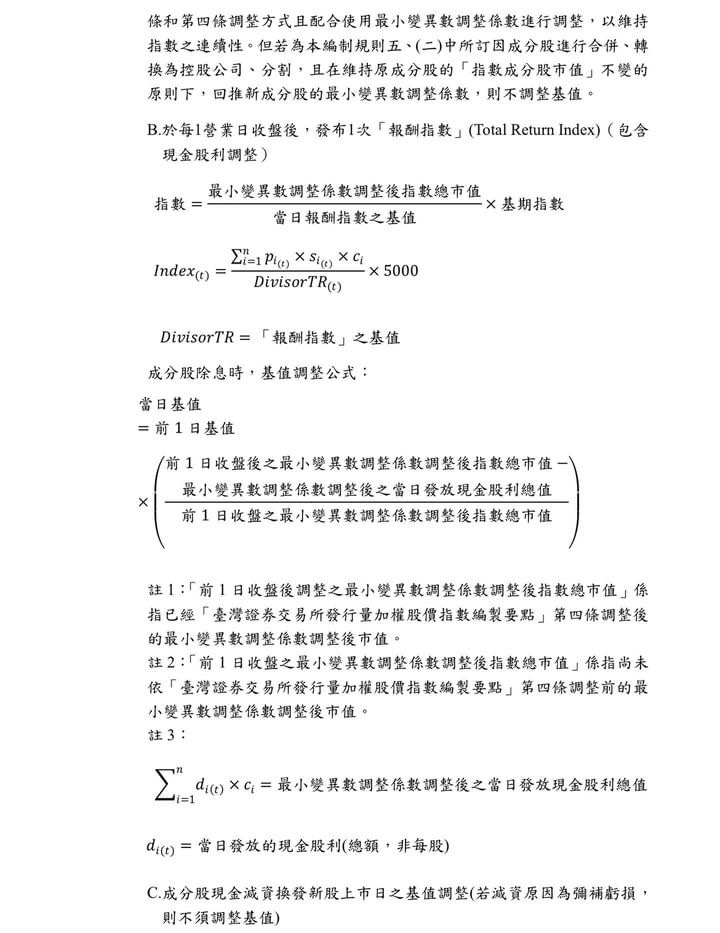 條和第四條調整方式且配合使用最小變異數調整係數進行調整，以維持
指數之連續性。但若為本編制規則五、(二)中所訂因成分股進行合併、轉
換為控股公司、分割，且在維持原成分股的「指數成分股市值」不變的
原則下，回推新成分股的最小變異數調整係數，則不調整基值。
B.於每1營業日收盤後，發布1次「報酬指數」(Total Return Index)（包含
現金股利調整）
指數 = 最小變異數調整係數調整後指數總市值 / 當日報酬指數之基值 × 基期指數
Index(t) = ∑ⁿᵢ₌₁ pᵢ(t) × sᵢ(t) × cᵢ / DivisorTR(t) × 5000
DivisorTR = 「報酬指數」之基值
成分股除息時，基值調整公式：
當日基值
= 前 1 日基值
× (前 1 日收盤後之最小變異數調整係數調整後指數總市值 −
最小變異數調整係數調整後之當日發放現金股利總值
前 1 日收盤之最小變異數調整係數調整後指數總市值)
註 1：「前 1 日收盤後調整之最小變異數調整係數調整後指數總市值」係
指已經「臺灣證券交易所發行量加權股價指數編製要點」第四條調整後
的最小變異數調整係數調整後市值。
註 2：「前 1 日收盤之最小變異數調整係數調整後指數總市值」係指尚未
依「臺灣證券交易所發行量加權股價指數編製要點」第四條調整前的最
小變異數調整係數調整後市值。
註 3：
∑ⁿᵢ₌₁ dᵢ(t) × cᵢ = 最小變異數調整係數調整後之當日發放現金股利總值
dᵢ(t) = 當日發放的現金股利(總額，非每股)
C.成分股現金減資換發新股上市日之基值調整(若減資原因為彌補虧損，
則不須調整基值)